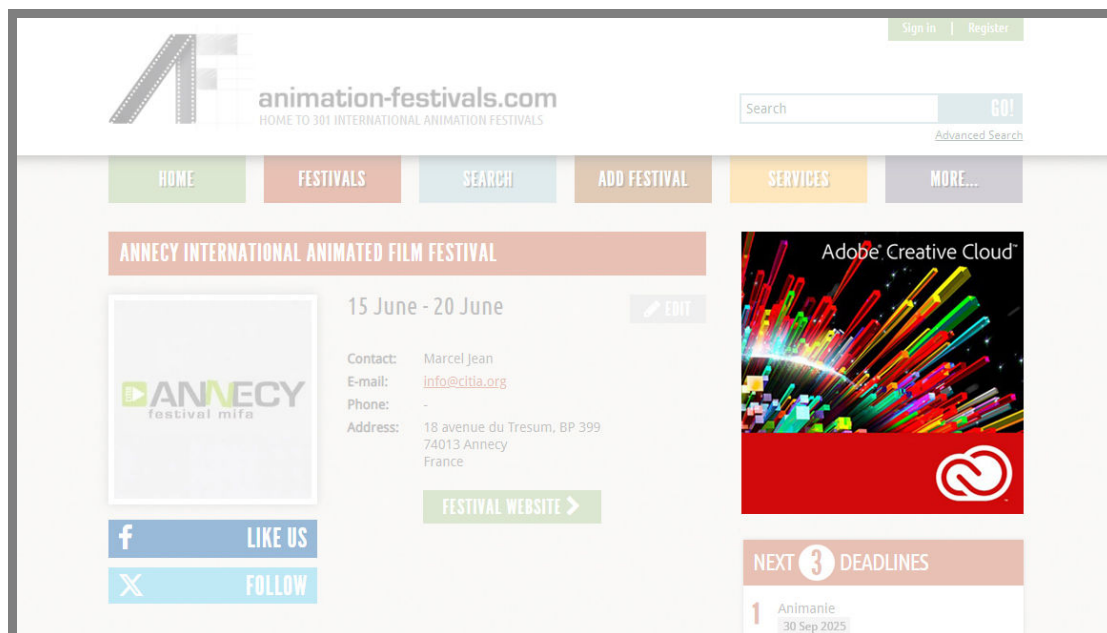 Sign in | Register
animation-festivals.com
HOME TO 301 INTERNATIONAL ANIMATION FESTIVALS
Search
GO!
Advanced Search
HOME
FESTIVALS
SEARCH
ADD FESTIVAL
SERVICES
MORE...
ANNECY INTERNATIONAL ANIMATED FILM FESTIVAL
15 June - 20 June
EDIT
Contact: Marcel Jean
E-mail: info@citia.org
Phone: -
Address: 18 avenue du Tresum, BP 399
74013 Annecy
France
FESTIVAL WEBSITE
ANNECY
festival mifa
LIKE US
FOLLOW
Adobe® Creative Cloud™
NEXT 3 DEADLINES
1 Animanie
30 Sep 2025